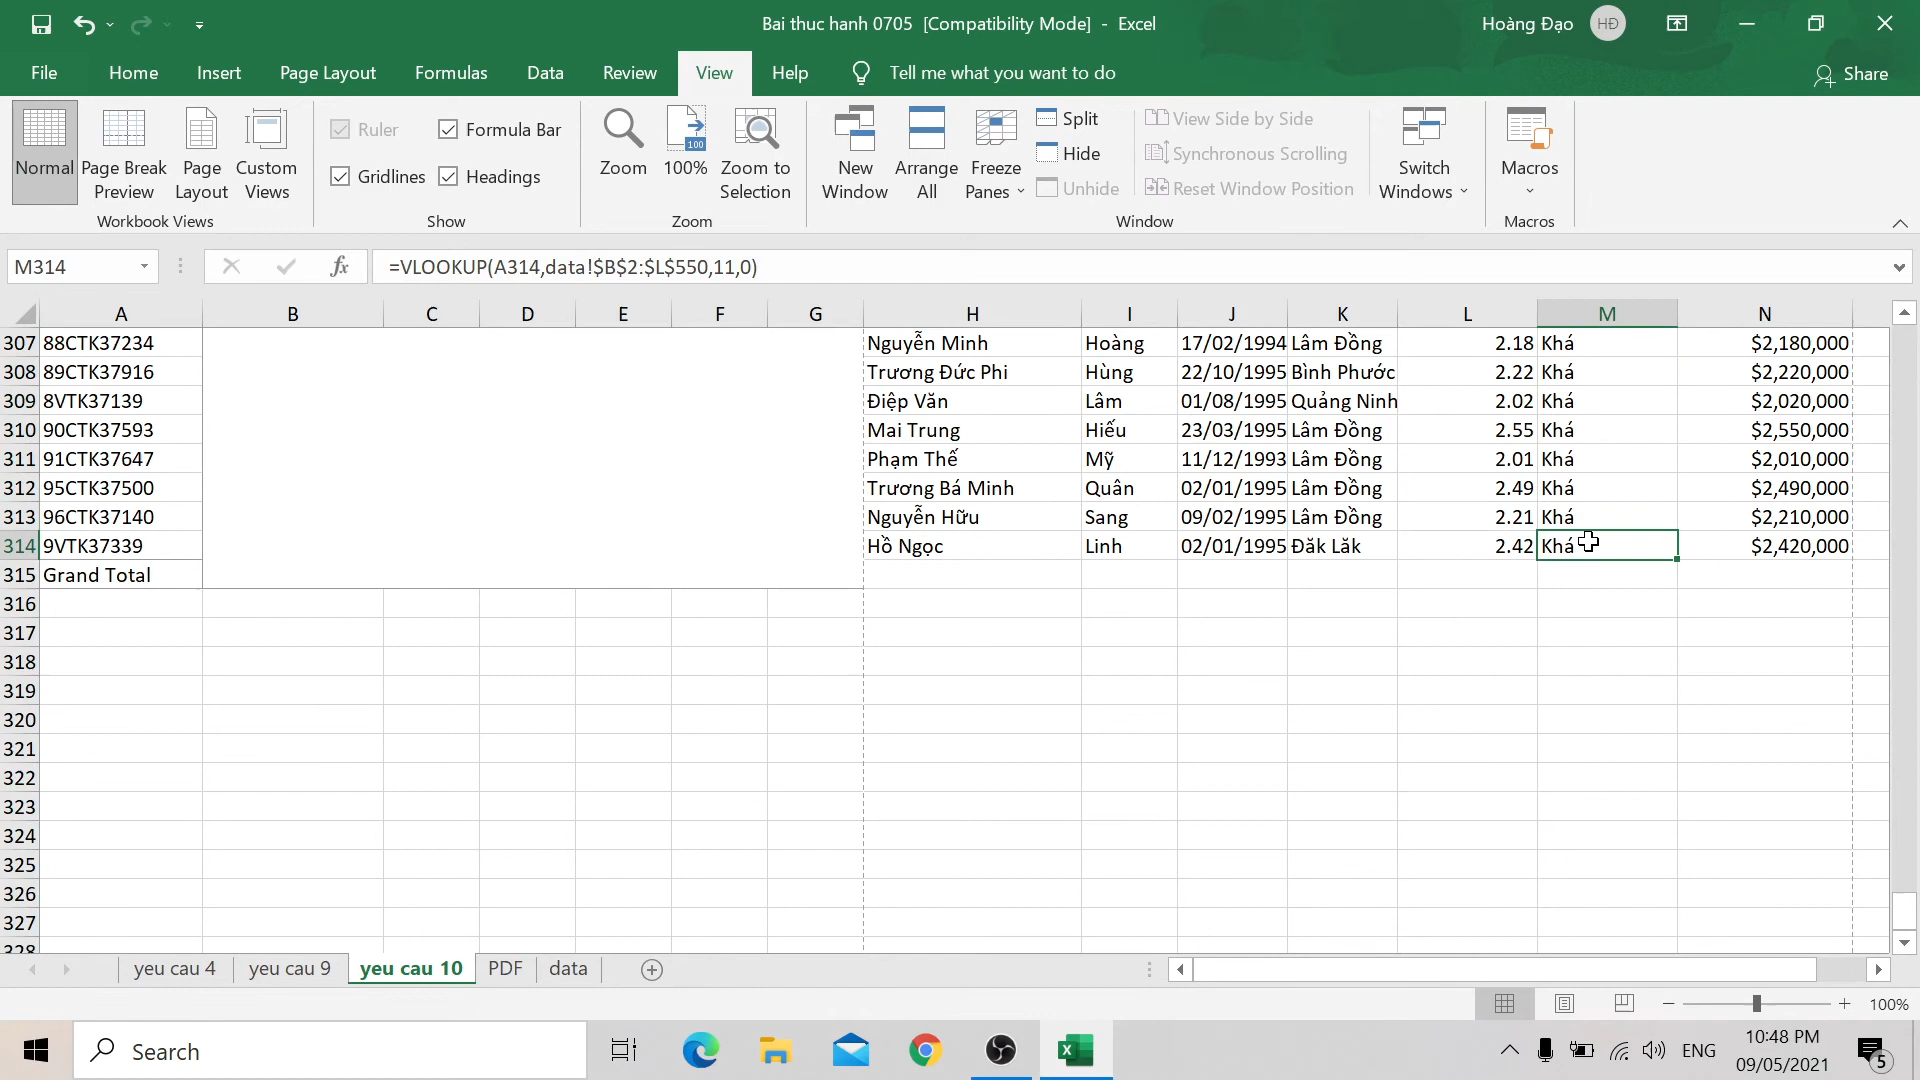 Bai thuc hanh 0705 [Compatibility Mode] - Excel
Hoàng Đạo HĐ
File Home Insert Page Layout Formulas Data Review View Help Tell me what you want to do Share
Normal
Page Break Preview
Page Layout
Custom Views
Workbook Views
Ruler
Formula Bar
Gridlines
Headings
Show
Zoom
100
100%
Zoom to Selection
Zoom
New Window
Arrange All
Freeze Panes
Split
Hide
Unhide
View Side by Side
Synchronous Scrolling
Reset Window Position
Window
Switch Windows
Macros
Macros
M314 fx =VLOOKUP(A314,data!$B$2:$L$550,11,0)
A B C D E F G H I J K L M N
307 88CTK37234 Nguyễn Minh Hoàng 17/02/1994 Lâm Đồng 2.18 Khá $2,180,000
308 89CTK37916 Trương Đức Phi Hùng 22/10/1995 Bình Phước 2.22 Khá $2,220,000
309 8VTK37139 Điệp Văn Lâm 01/08/1995 Quảng Ninh 2.02 Khá $2,020,000
310 90CTK37593 Mai Trung Hiếu 23/03/1995 Lâm Đồng 2.55 Khá $2,550,000
311 91CTK37647 Phạm Thế Mỹ 11/12/1993 Lâm Đồng 2.01 Khá $2,010,000
312 95CTK37500 Trương Bá Minh Quân 02/01/1995 Lâm Đồng 2.49 Khá $2,490,000
313 96CTK37140 Nguyễn Hữu Sang 09/02/1995 Lâm Đồng 2.21 Khá $2,210,000
314 9VTK37339 Hồ Ngọc Linh 02/01/1995 Đăk Lăk 2.42 Khá $2,420,000
315 Grand Total
316
317
318
319
320
321
322
323
324
325
326
327
328
yeu cau 4 yeu cau 9 yeu cau 10 PDF data
100%
Search
ENG
10:48 PM
09/05/2021
5